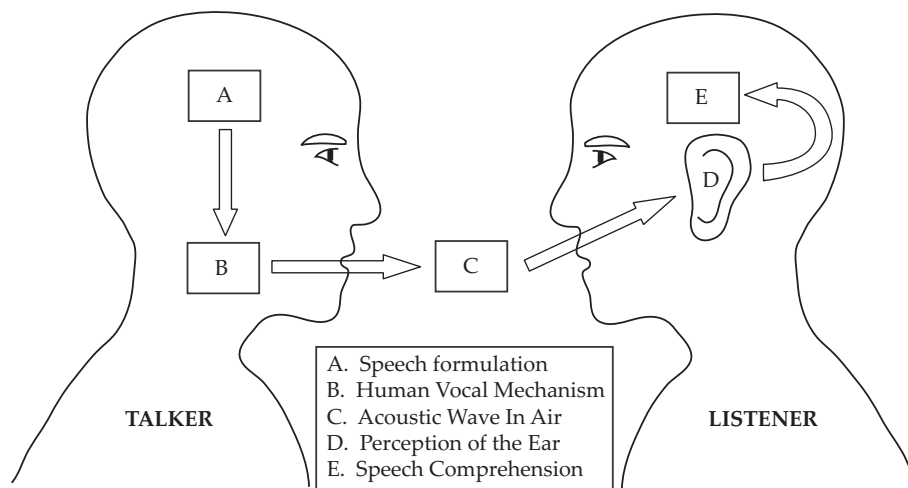 A
E
D
B
C
A. Speech formulation
B. Human Vocal Mechanism
C. Acoustic Wave In Air
D. Perception of the Ear
E. Speech Comprehension
TALKER
LISTENER